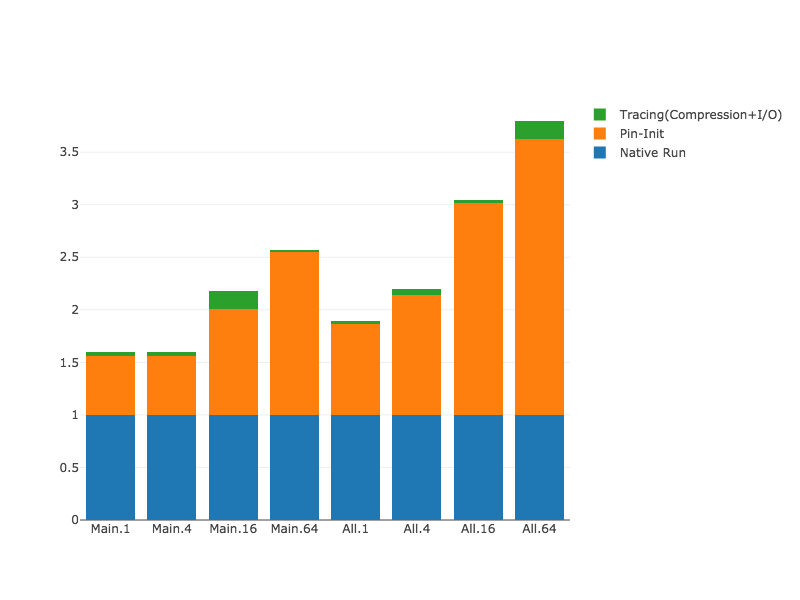 Tracing(Compression+I/O)
Pin-Init
Native Run
3.5
3
2.5
2
1.5
1
0.5
0
Main.1 Main.4 Main.16 Main.64 All.1 All.4 All.16 All.64